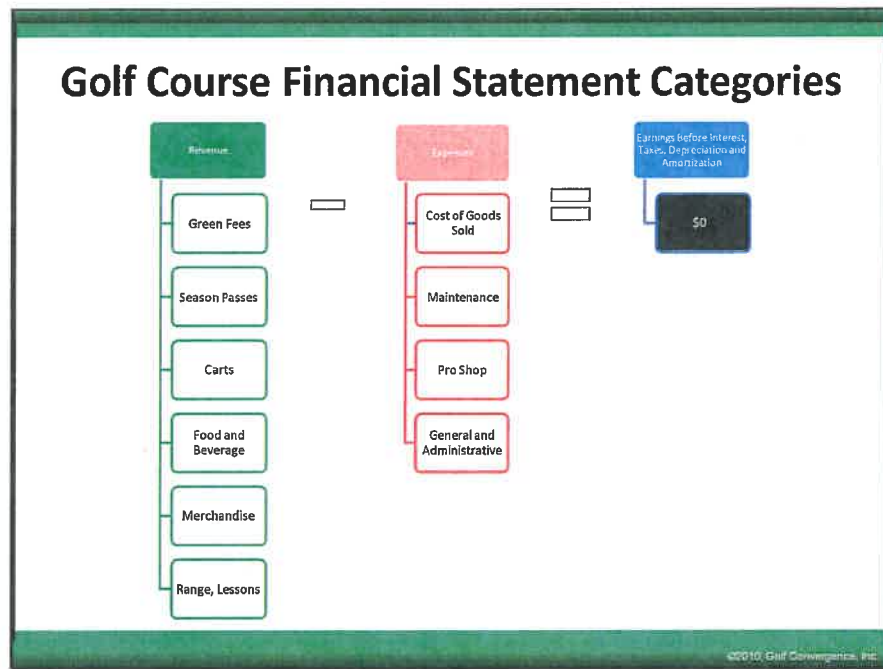 Golf Course Financial Statement Categories
Revenue
Green Fees
Season Passes
Carts
Food and
Beverage
Merchandise
Range, Lessons
Expenses
Cost of Goods
Sold
Maintenance
Pro Shop
General and
Administrative
Earnings Before Interest,
Taxes, Depreciation and
Amortization
$0
©2010, Golf Convergence, Inc